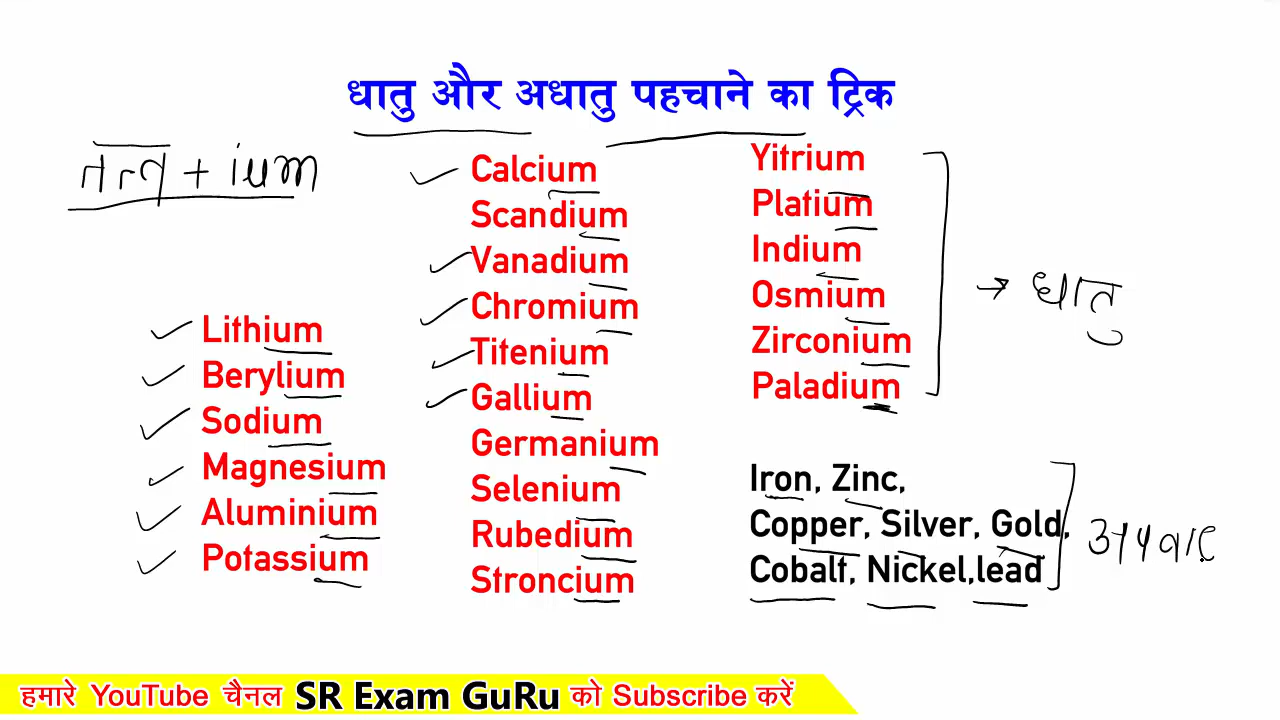 धातु और अधातु पहचाने का ट्रिक
तत्व + ium
Lithium
Berylium
Sodium
Magnesium
Aluminium
Potassium
Calcium
Scandium
Vanadium
Chromium
Titenium
Gallium
Germanium
Selenium
Rubedium
Stroncium
Yitrium
Platium
Indium
Osmium
Zirconium
Paladium
→ धातु
Iron, Zinc,
Copper, Silver, Gold,
Cobalt, Nickel,lead
अपवाद
हमारे YouTube चैनल SR Exam GuRu को Subscribe करें